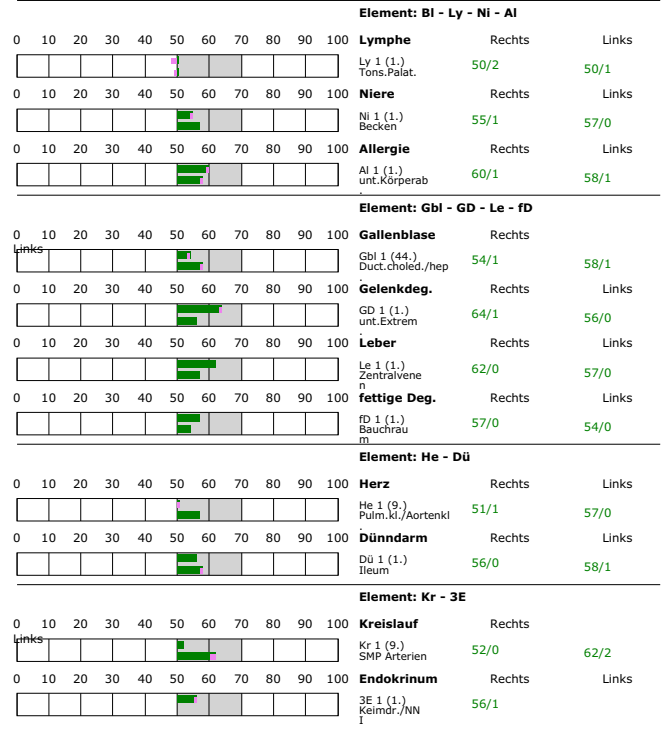 Element: Bl - Ly - Ni - Al
0 10 20 30 40 50 60 70 80 90 100 Lymphe Rechts Links
Ly 1 (1.)
Tons.Palat.
50/2 50/1
0 10 20 30 40 50 60 70 80 90 100 Niere Rechts Links
Ni 1 (1.)
Becken
55/1 57/0
0 10 20 30 40 50 60 70 80 90 100 Allergie Rechts Links
Al 1 (1.)
unt.Körperab
.
60/1 58/1
Element: Gbl - GD - Le - fD
0 10 20 30 40 50 60 70 80 90 100 Gallenblase Rechts
Links
Gbl 1 (44.)
Duct.choled./hep
.
54/1 58/1
0 10 20 30 40 50 60 70 80 90 100 Gelenkdeg. Rechts Links
GD 1 (1.)
unt.Extrem
.
64/1 56/0
0 10 20 30 40 50 60 70 80 90 100 Leber Rechts Links
Le 1 (1.)
Zentralvene
n
62/0 57/0
0 10 20 30 40 50 60 70 80 90 100 fettige Deg. Rechts Links
fD 1 (1.)
Bauchrau
m
57/0 54/0
Element: He - Dü
0 10 20 30 40 50 60 70 80 90 100 Herz Rechts Links
He 1 (9.)
Pulm.kl./Aortenkl
.
51/1 57/0
0 10 20 30 40 50 60 70 80 90 100 Dünndarm Rechts Links
Dü 1 (1.)
Ileum
56/0 58/1
Element: Kr - 3E
0 10 20 30 40 50 60 70 80 90 100 Kreislauf Rechts
Links
Kr 1 (9.)
SMP Arterien
52/0 62/2
0 10 20 30 40 50 60 70 80 90 100 Endokrinum Rechts Links
3E 1 (1.)
Keimdr./NN
I
56/1